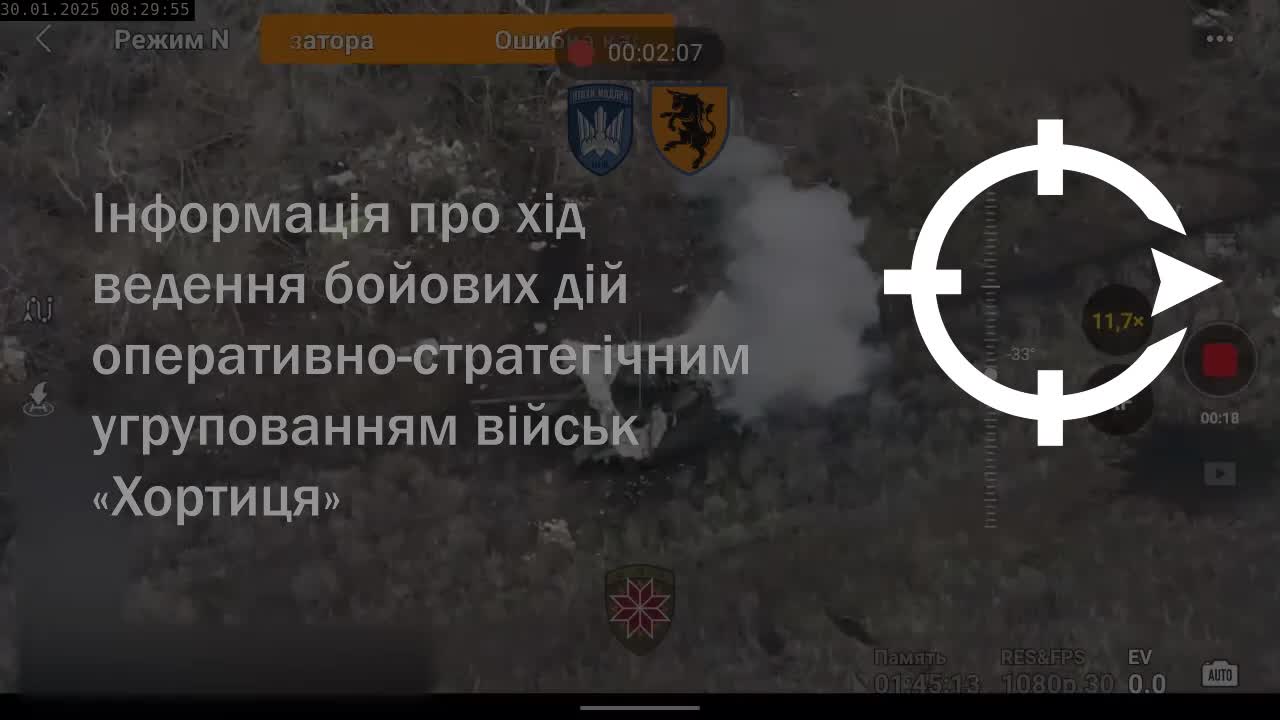 30.01.2025 08:29:55
Режим N
затора
Ошибка
00:02:07
ПТАХИ МАДЯРА
Інформація про хід
ведення бойових дій
оперативно-стратегічним
угрупованням військ
«Хортиця»
11,7×
-33°
00:18
Память
RES&FPS
EV
01:45:13
1080p.30
0.0
AUTO